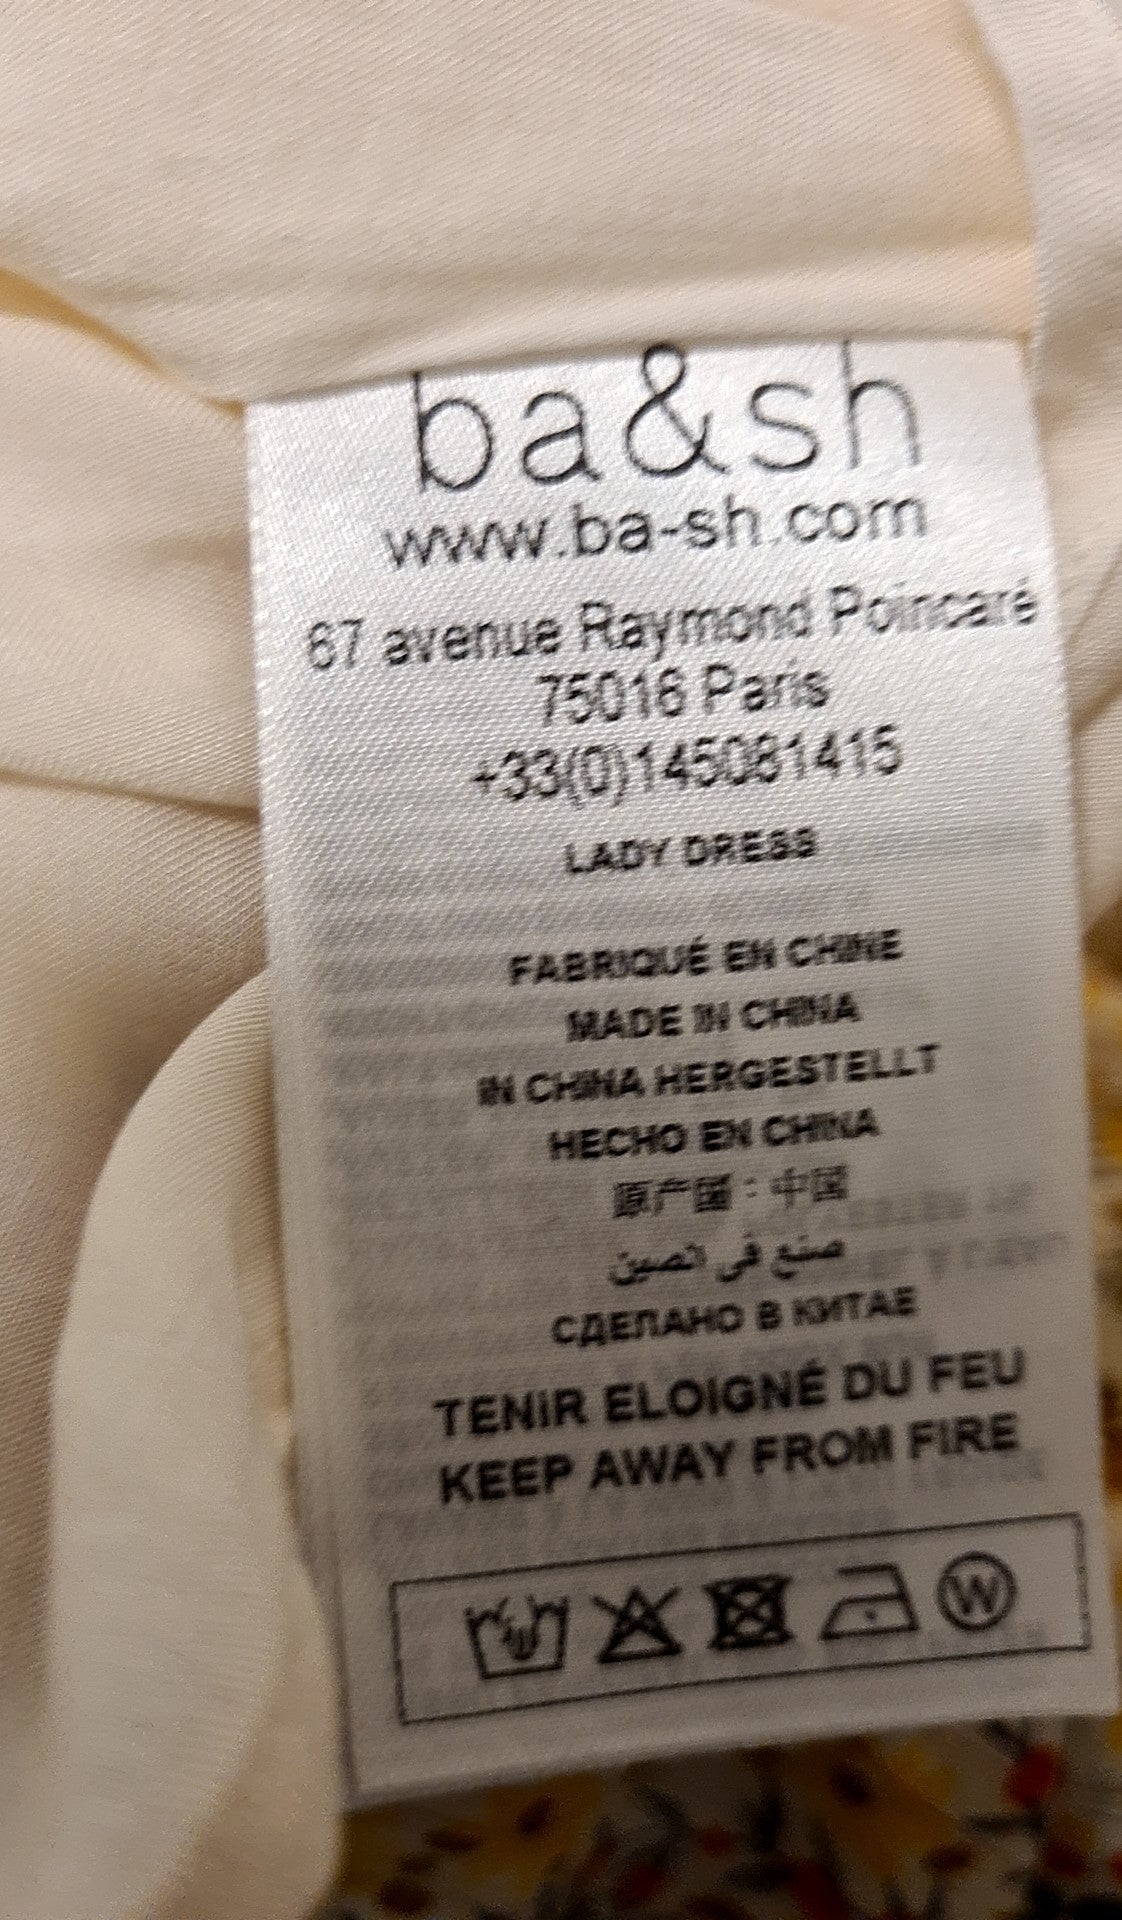 ba&sh
www.ba-sh.com
67 avenue Raymond Poincaré
75016 Paris
+33(0)145081415
LADY DRESS
FABRIQUÉ EN CHINE
MADE IN CHINA
IN CHINA HERGESTELLT
HECHO EN CHINA
原产国：中国
صنع في الصين
СДЕЛАНО В КИТАЕ
TENIR ELOIGNÉ DU FEU
KEEP AWAY FROM FIRE
W